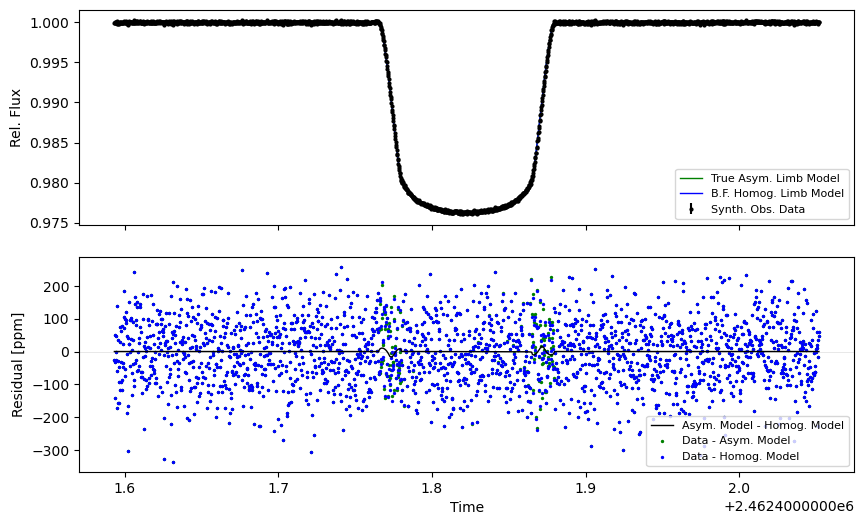 1.000
0.995
0.990
0.985
0.980
0.975
Rel. Flux
True Asym. Limb Model
B.F. Homog. Limb Model
Synth. Obs. Data
200
100
0
−100
−200
−300
Residual [ppm]
Asym. Model - Homog. Model
Data - Asym. Model
Data - Homog. Model
1.6 1.7 1.8 1.9 2.0
Time
+2.4624000000e6